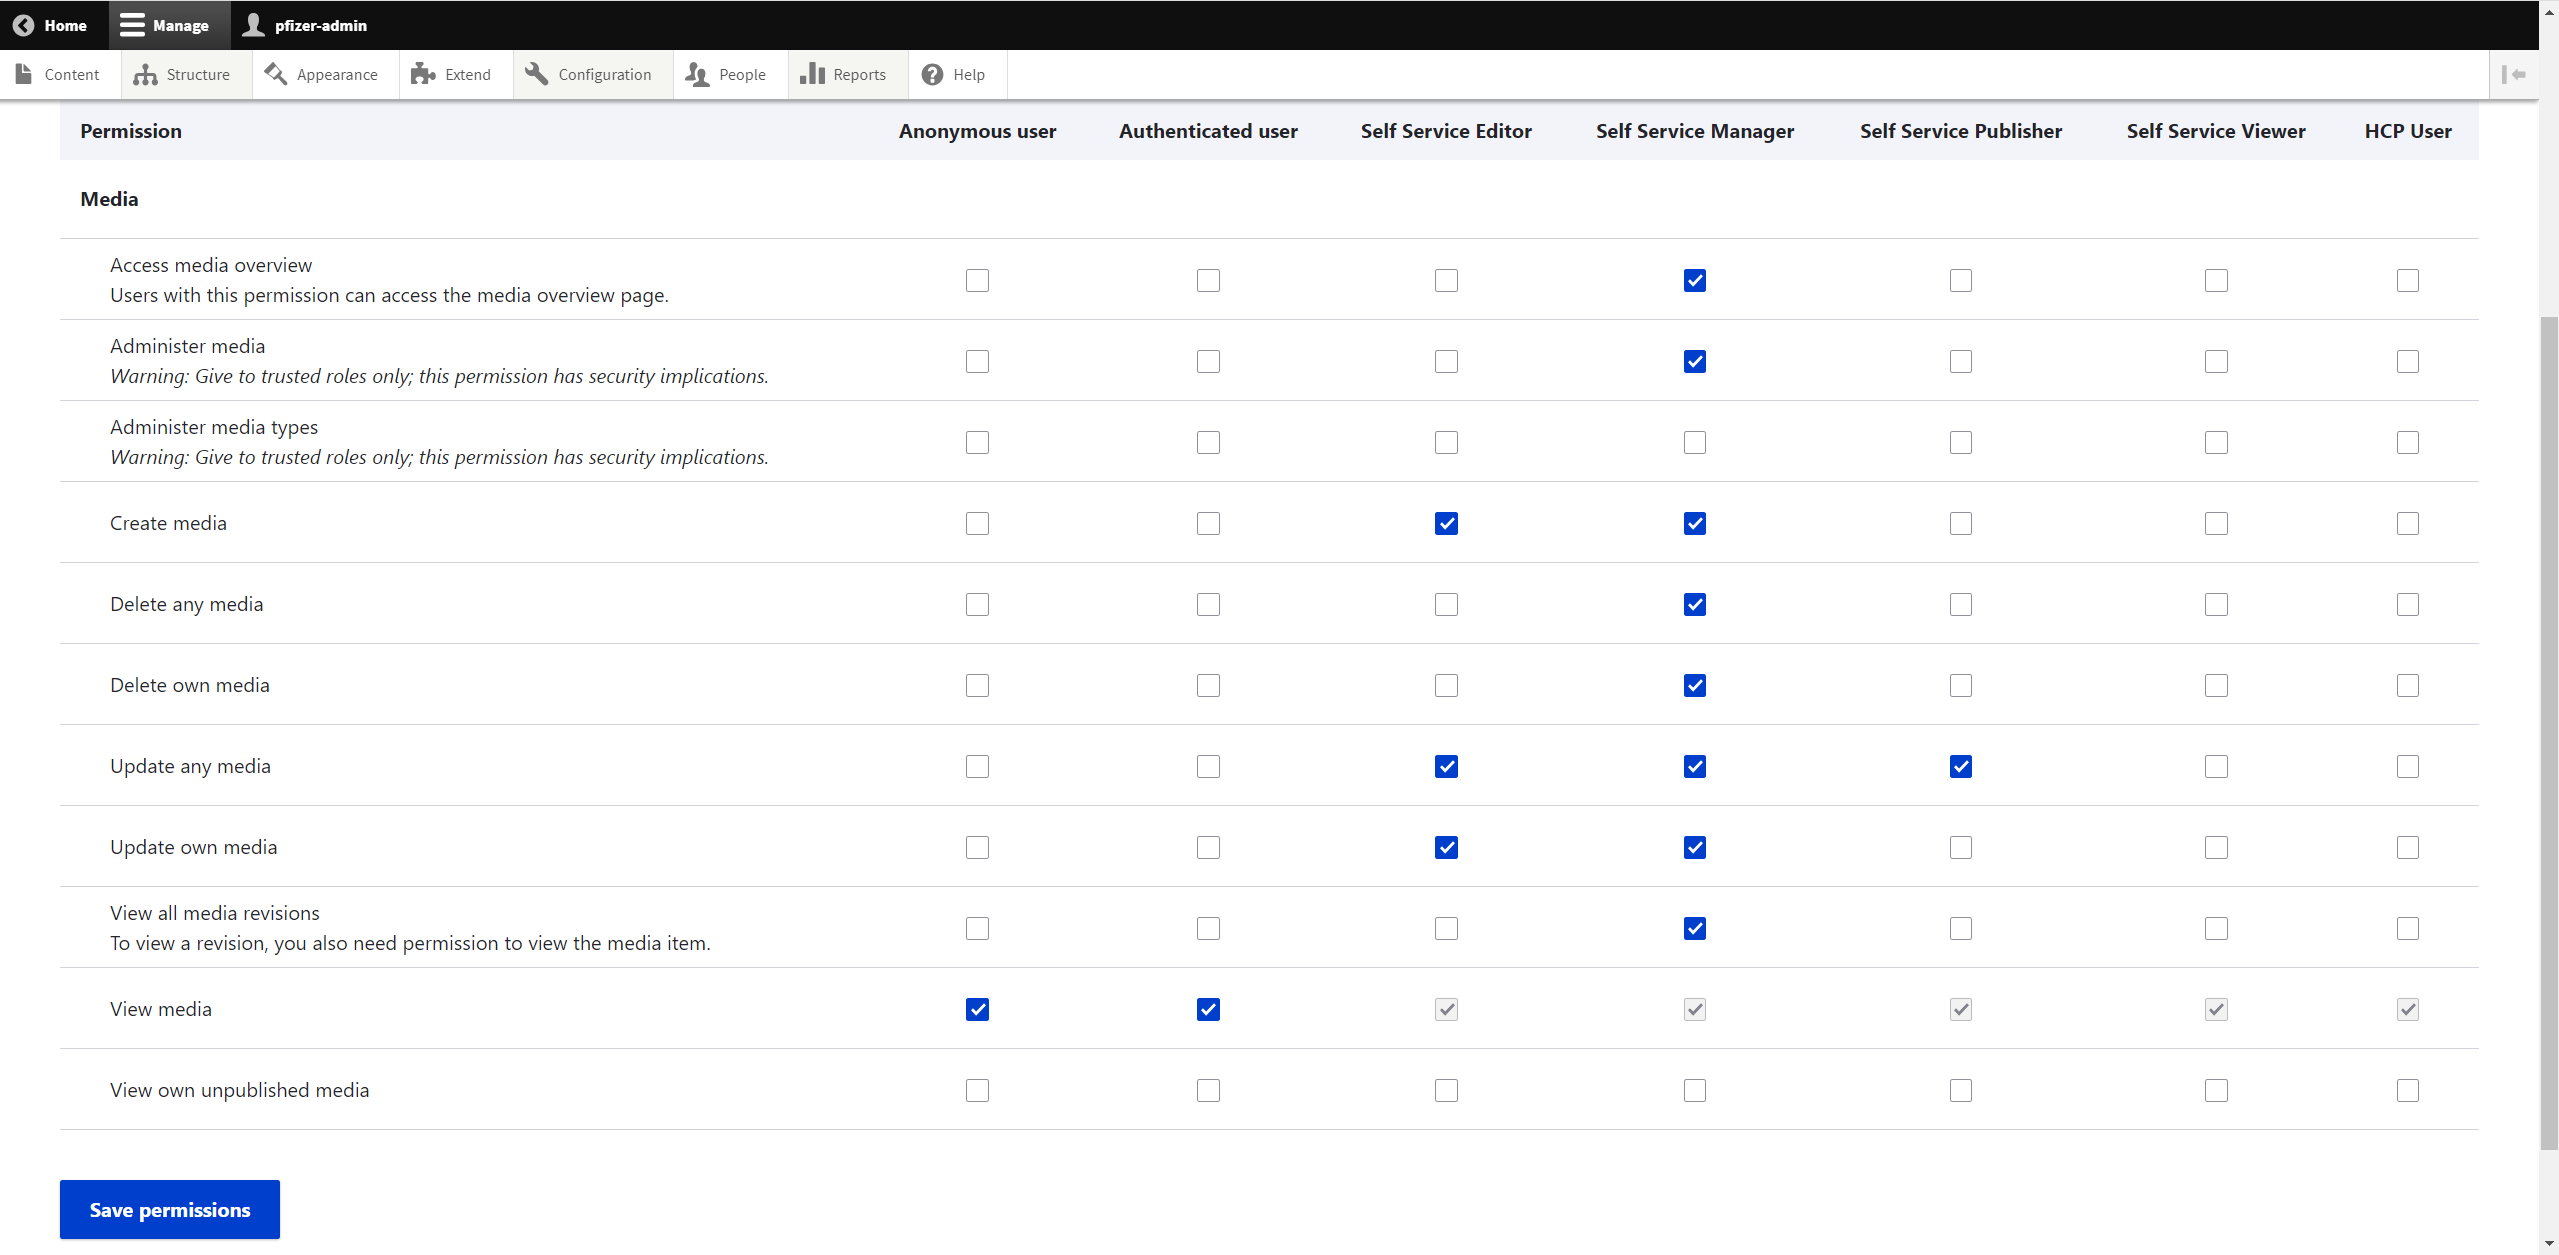 Home Manage pfizer-admin
Content Structure Appearance Extend Configuration People Reports Help
Permission Anonymous user Authenticated user Self Service Editor Self Service Manager Self Service Publisher Self Service Viewer HCP User
Media
Access media overview
Users with this permission can access the media overview page.
Administer media
Warning: Give to trusted roles only; this permission has security implications.
Administer media types
Warning: Give to trusted roles only; this permission has security implications.
Create media
Delete any media
Delete own media
Update any media
Update own media
View all media revisions
To view a revision, you also need permission to view the media item.
View media
View own unpublished media
Save permissions